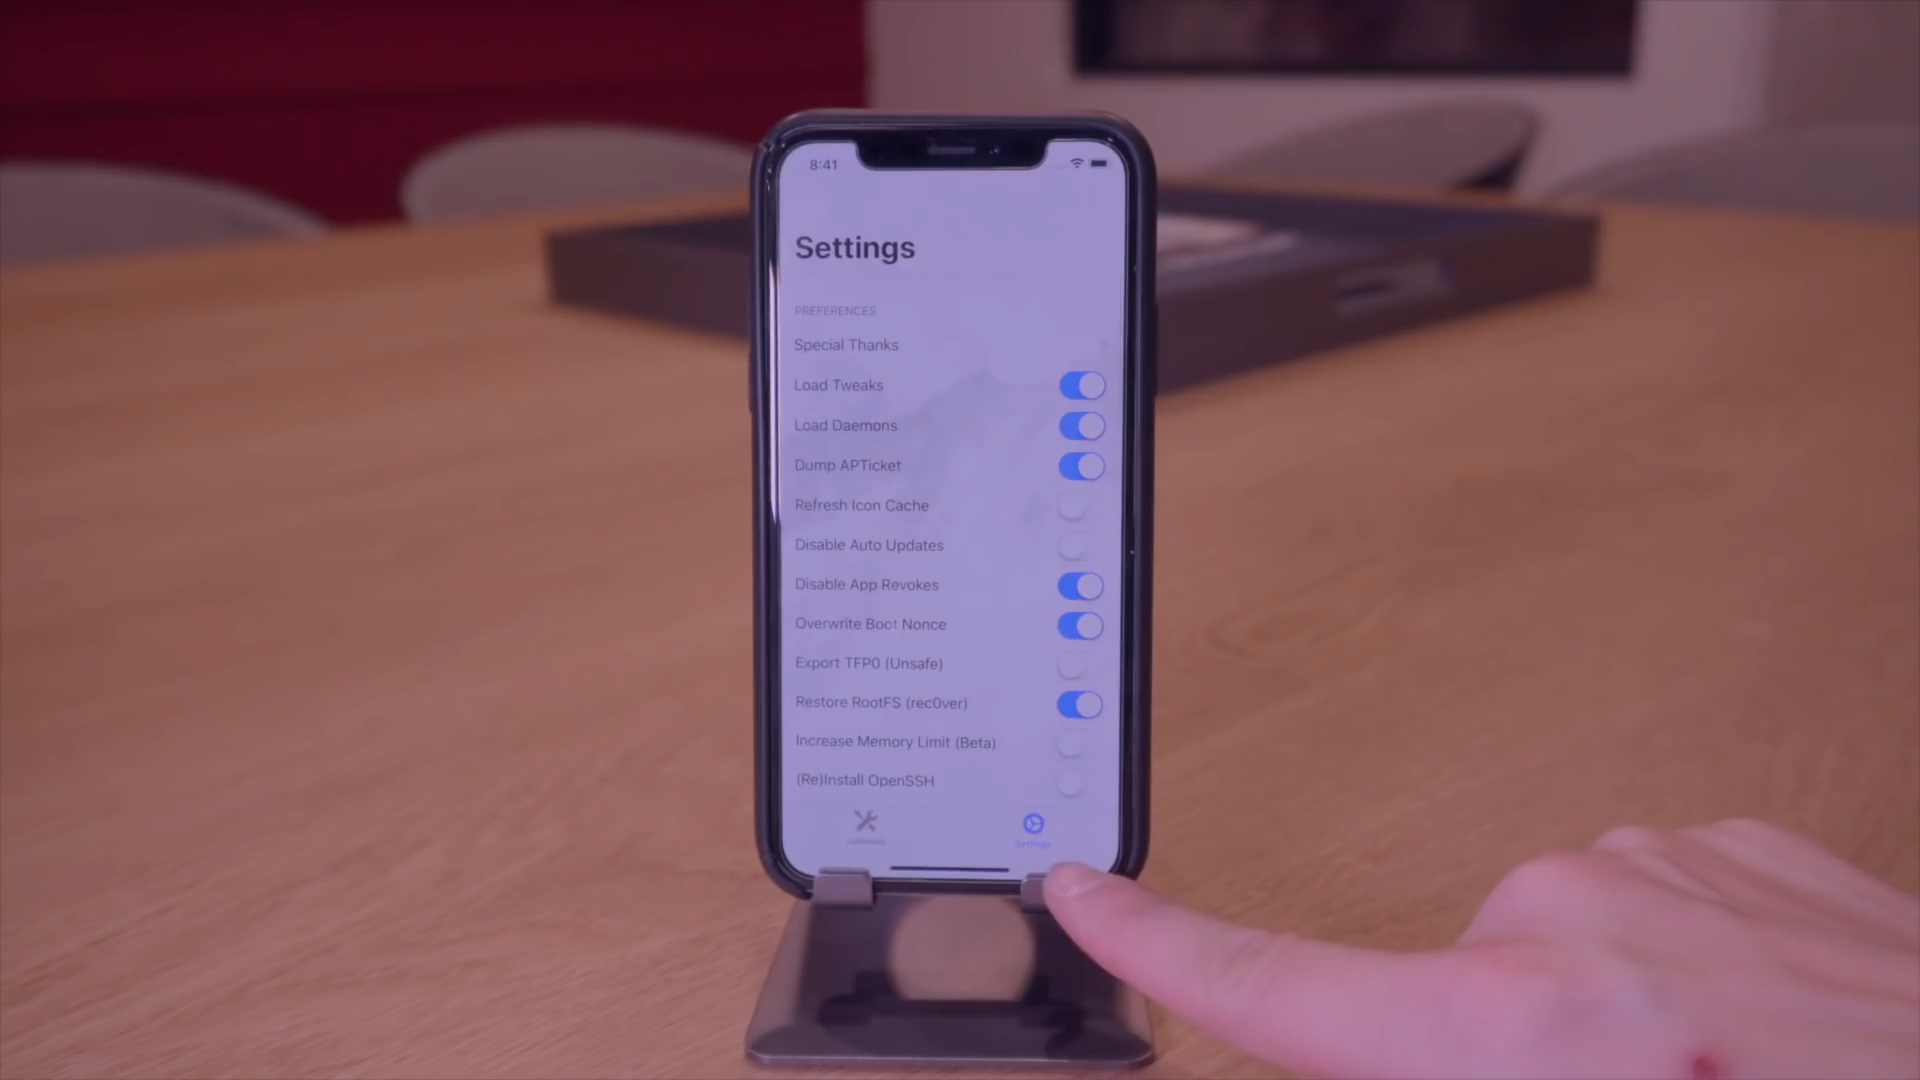 8:41
Settings
PREFERENCES
Special Thanks
Load Tweaks
Load Daemons
Dump APTicket
Refresh Icon Cache
Disable Auto Updates
Disable App Revokes
Overwrite Boot Nonce
Export TFP0 (Unsafe)
Restore RootFS (rec0ver)
Increase Memory Limit (Beta)
(Re)Install OpenSSH
Settings